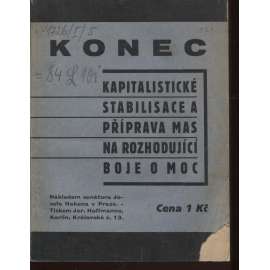 KONEC
KAPITALISTICKÉ
STABILISACE A
PŘÍPRAVA MAS
NA ROZHODUJÍCÍ
BOJE O MOC
Nákladem senátora Jo-
sefa Hakena v Praze. -
Tiskem Jar. Hoffmanna,
Karlín, Královská č. 13.
Cena 1 Kč